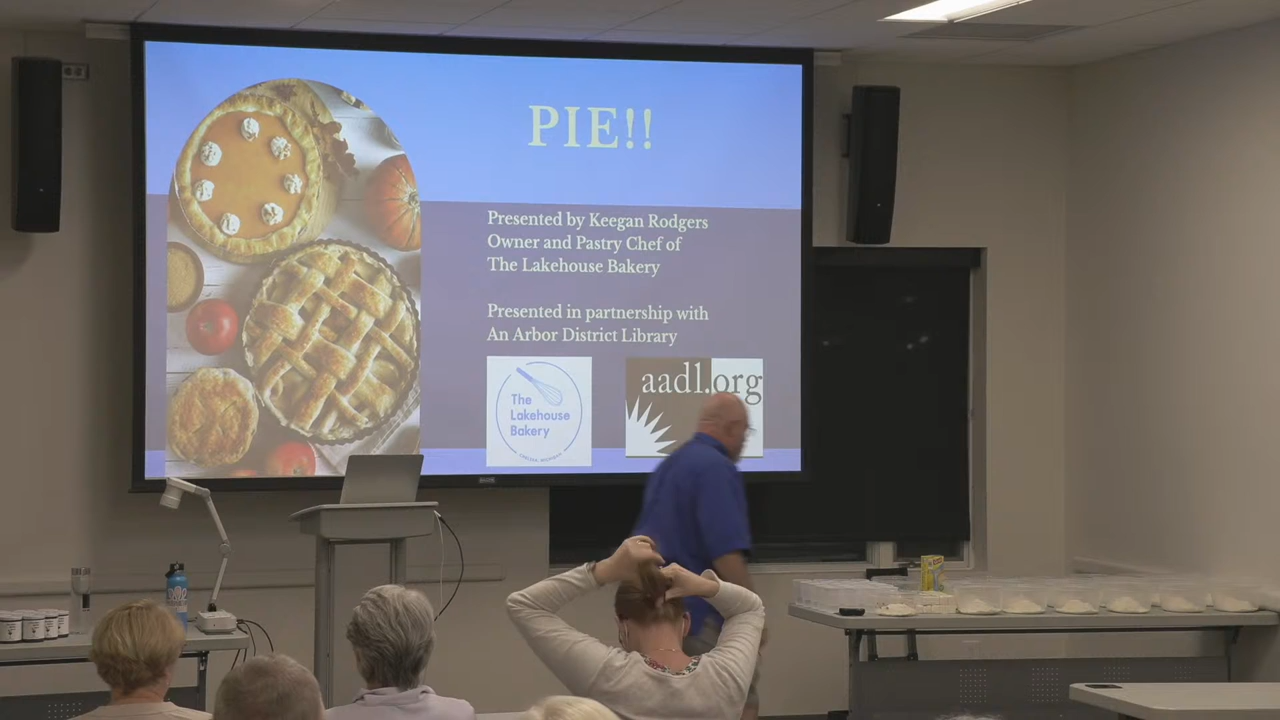 PIE!!
Presented by Keegan Rodgers
Owner and Pastry Chef of
The Lakehouse Bakery
Presented in partnership with
An Arbor District Library
The
Lakehouse
Bakery
aadl.org